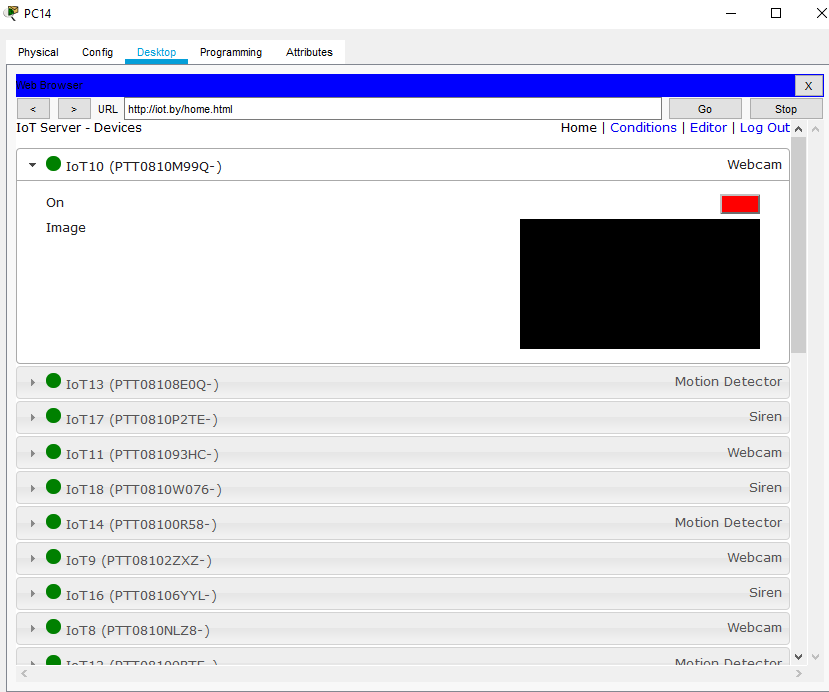 PC14
Physical Config Desktop Programming Attributes
Web Browser X
< > URL http://iot.by/home.html Go Stop
IoT Server - Devices Home | Conditions | Editor | Log Out
IoT10 (PTT0810M99Q-) Webcam
On
Image
IoT13 (PTT08108E0Q-) Motion Detector
IoT17 (PTT0810P2TE-) Siren
IoT11 (PTT081093HC-) Webcam
IoT18 (PTT0810W076-) Siren
IoT14 (PTT08100R58-) Motion Detector
IoT9 (PTT08102ZXZ-) Webcam
IoT16 (PTT08106YYL-) Siren
IoT8 (PTT0810NLZ8-) Webcam
Motion Detector